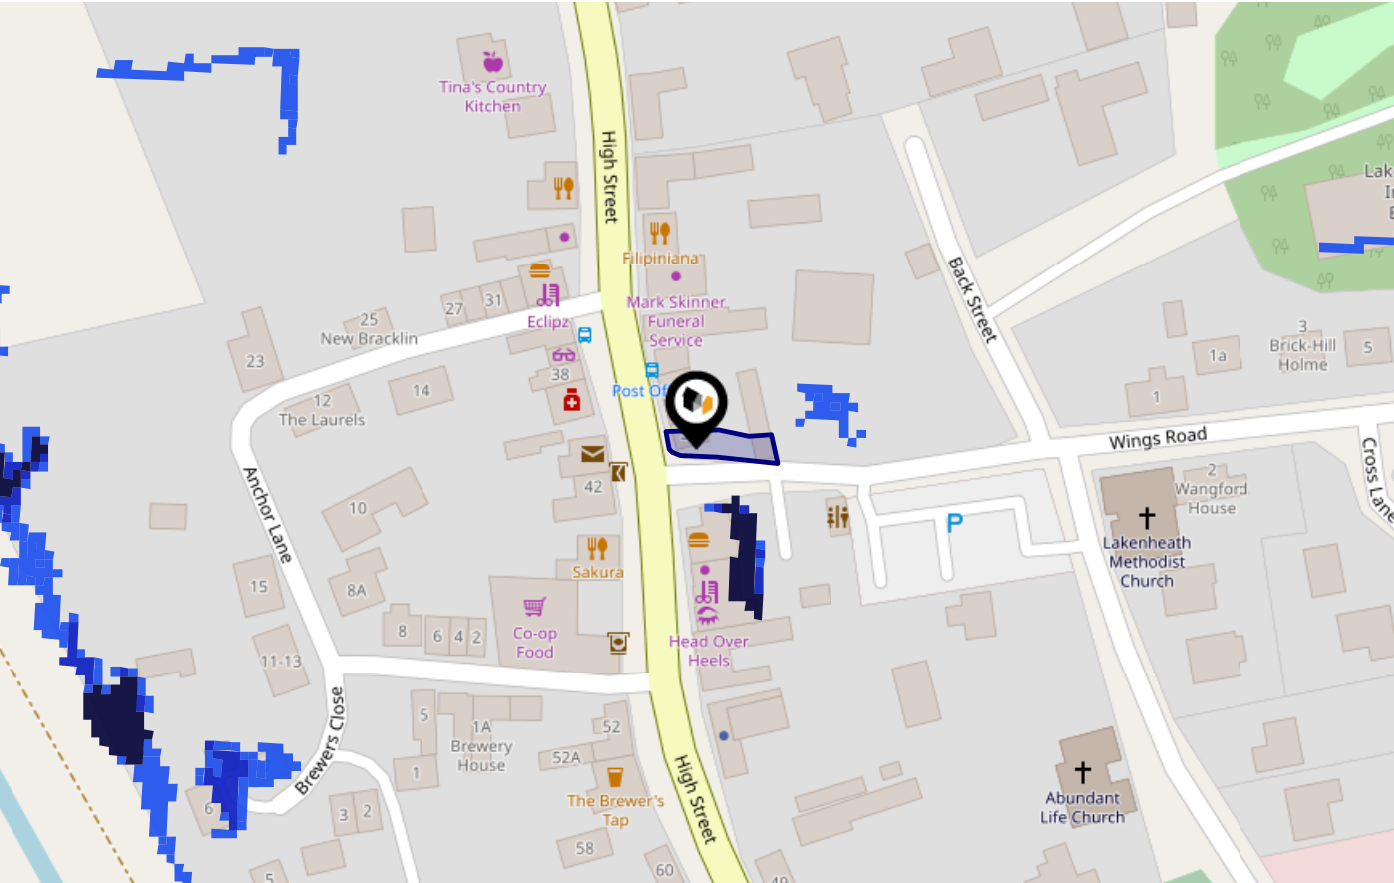 Tina's Country
Kitchen
High Street
Filipiniana
Mark Skinner
Funeral
Service
Eclipz
27
31
25
New Bracklin
23
14
12
The Laurels
38
Post Of
Back Street
Lak
I
3
Brick-Hill
Holme
1a
5
1
Wings Road
Cross Lane
2
Wangford
House
Lakenheath
Methodist
Church
P
42
10
Anchor Lane
15
8A
Sakura
8
6
4
2
Co-op
Food
Head Over
Heels
11-13
Brewers Close
5
1A
Brewery
House
1
52
52A
The Brewer's
Tap
High Street
6
3
2
58
60
5
49
Abundant
Life Church